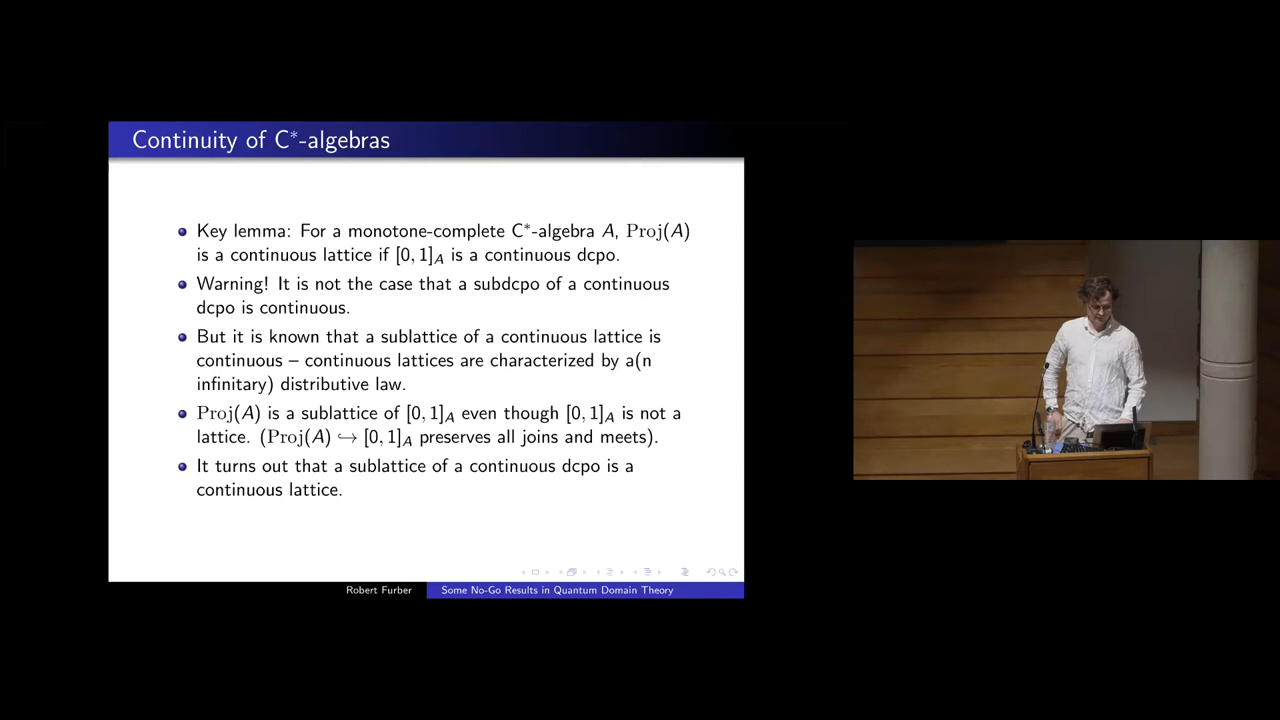 Continuity of C*-algebras
Key lemma: For a monotone-complete C*-algebra A, Proj(A)
is a continuous lattice if [0, 1]_A is a continuous dcpo.
Warning! It is not the case that a subdcpo of a continuous
dcpo is continuous.
But it is known that a sublattice of a continuous lattice is
continuous – continuous lattices are characterized by a(n
infinitary) distributive law.
Proj(A) is a sublattice of [0, 1]_A even though [0, 1]_A is not a
lattice. (Proj(A) ↪ [0, 1]_A preserves all joins and meets).
It turns out that a sublattice of a continuous dcpo is a
continuous lattice.
Robert Furber
Some No-Go Results in Quantum Domain Theory